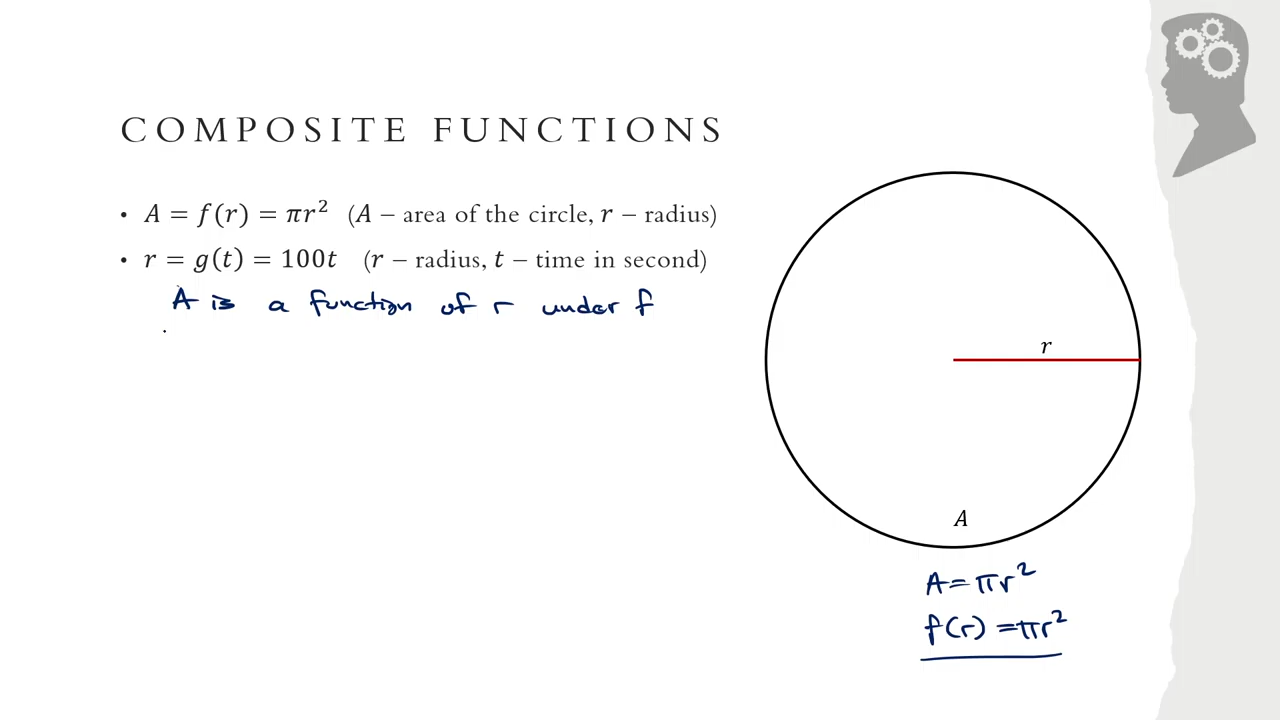 COMPOSITE FUNCTIONS
• A = f(r) = πr² (A – area of the circle, r – radius)
• r = g(t) = 100t (r – radius, t – time in second)
A is a function of r under f
r
A
A = πr²
f(r) = πr²